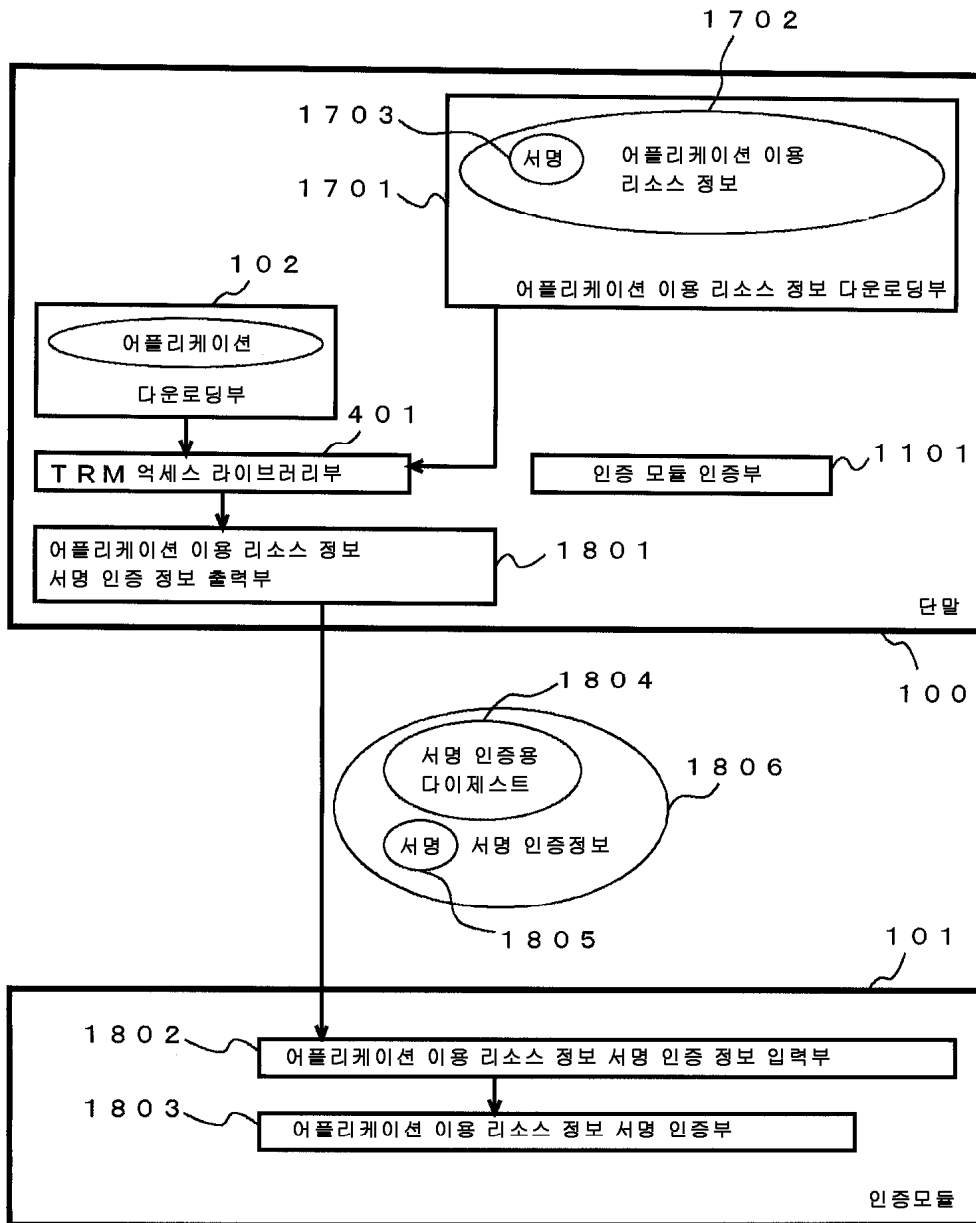 1702
1703
서명
어플리케이션 이용
리소스 정보
1701
어플리케이션 이용 리소스 정보 다운로딩부
102
어플리케이션
다운로딩부
401
TRM 억세스 라이브러리부
인증 모듈 인증부
1101
어플리케이션 이용 리소스 정보
서명 인증 정보 출력부
1801
단말
100
1804
서명 인증용
다이제스트
1806
서명
서명 인증정보
1805
101
1802
어플리케이션 이용 리소스 정보 서명 인증 정보 입력부
1803
어플리케이션 이용 리소스 정보 서명 인증부
인증모듈